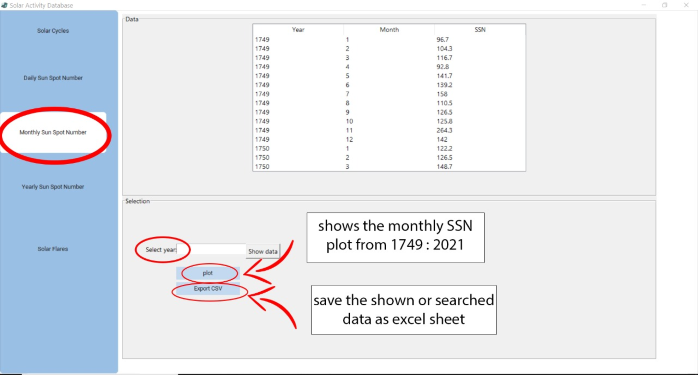 Solar Activity Database
Solar Cycles
Daily Sun Spot Number
Monthly Sun Spot Number
Yearly Sun Spot Number
Solar Flares
Data
Year Month SSN
1749 1 96.7
1749 2 104.3
1749 3 116.7
1749 4 92.8
1749 5 141.7
1749 6 139.2
1749 7 158
1749 8 110.5
1749 9 126.5
1749 10 125.8
1749 11 264.3
1749 12 142
1750 1 122.2
1750 2 126.5
1750 3 148.7
Selection
Select year: Show data
plot
Export CSV
shows the monthly SSN
plot from 1749 : 2021
save the shown or searched
data as excel sheet